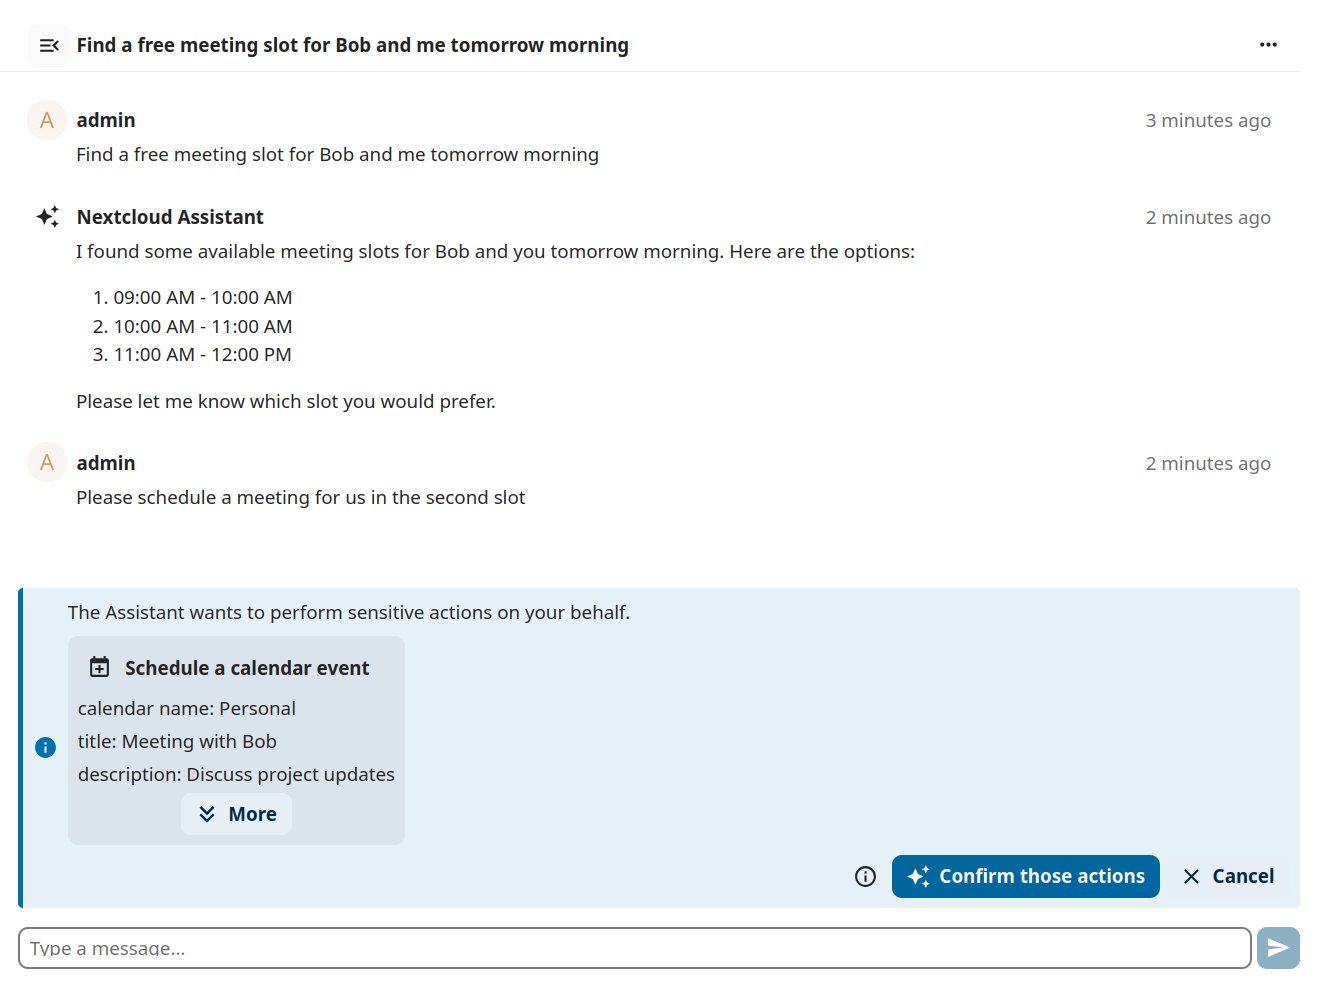 Find a free meeting slot for Bob and me tomorrow morning
A
admin
3 minutes ago
Find a free meeting slot for Bob and me tomorrow morning
Nextcloud Assistant
2 minutes ago
I found some available meeting slots for Bob and you tomorrow morning. Here are the options:
1. 09:00 AM - 10:00 AM
2. 10:00 AM - 11:00 AM
3. 11:00 AM - 12:00 PM
Please let me know which slot you would prefer.
A
admin
2 minutes ago
Please schedule a meeting for us in the second slot
The Assistant wants to perform sensitive actions on your behalf.
Schedule a calendar event
calendar name: Personal
title: Meeting with Bob
description: Discuss project updates
More
Confirm those actions
Cancel
Type a message...